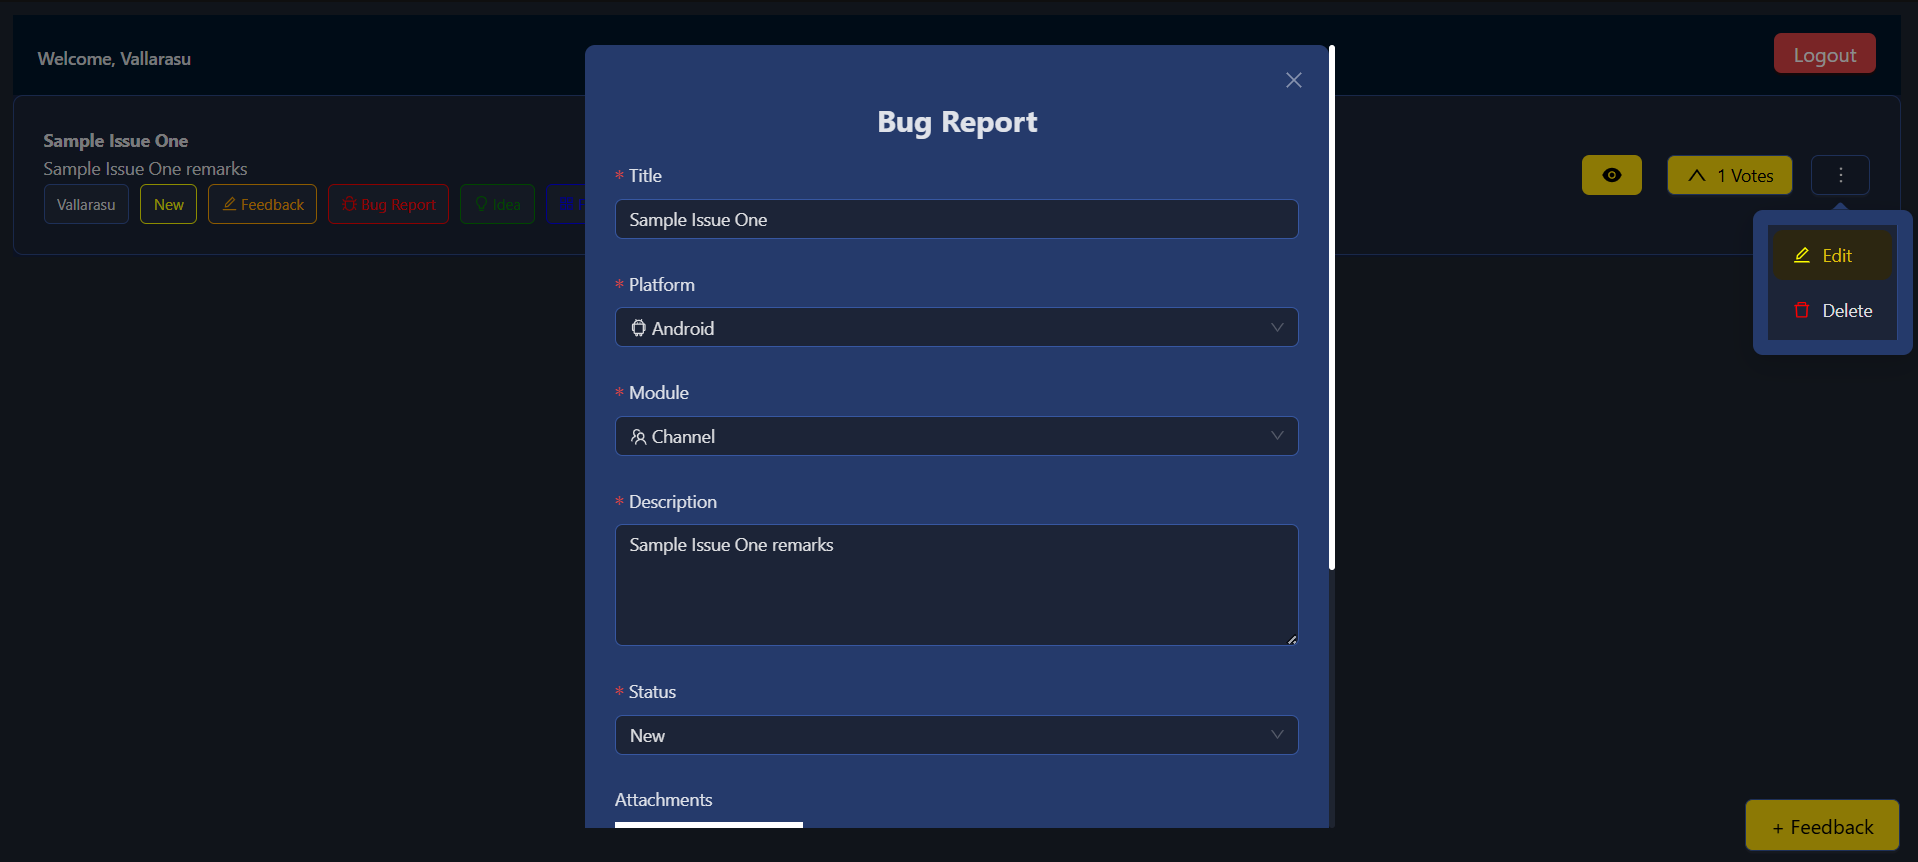 Welcome, Vallarasu
Logout
Sample Issue One
Sample Issue One remarks
Vallarasu
New
Feedback
Bug Report
Idea
1 Votes
Edit
Delete
Bug Report
* Title
Sample Issue One
* Platform
Android
* Module
Channel
* Description
Sample Issue One remarks
* Status
New
Attachments
+ Feedback